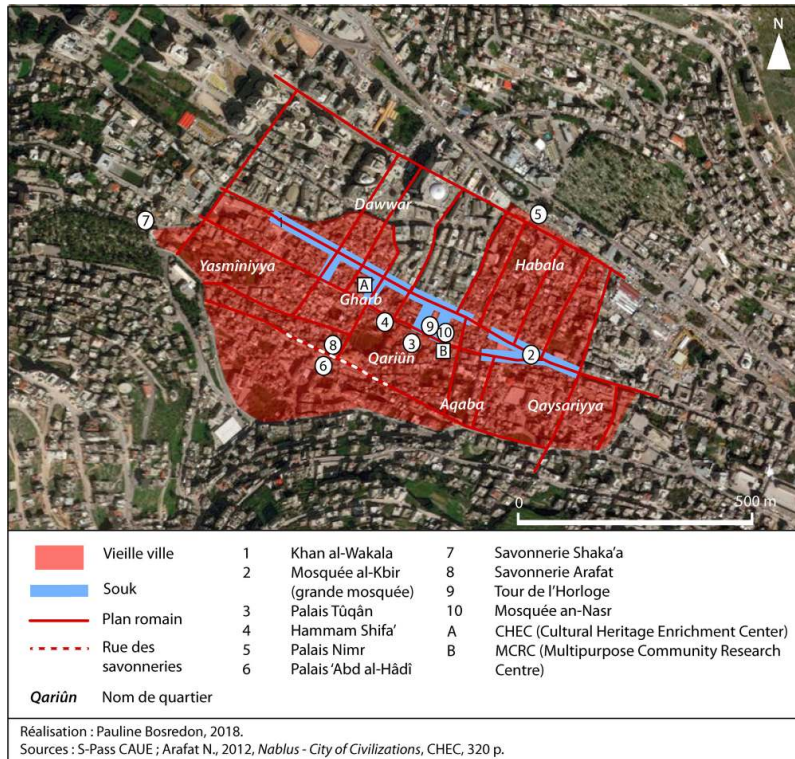 N
Dawwar
7
5
1
Yasmîniyya
Habala
A
Gharb
4
9
10
8
3
B
2
6
Qariûn
Aqaba
Qaysariyya
0
500 m
Vieille ville
Souk
Plan romain
Rue des
savonneries
Qariûn Nom de quartier
1 Khan al-Wakala
2 Mosquée al-Kbir
(grande mosquée)
3 Palais Tûqân
4 Hammam Shifa’
5 Palais Nimr
6 Palais ‘Abd al-Hâdî
7 Savonnerie Shaka’a
8 Savonnerie Arafat
9 Tour de l’Horloge
10 Mosquée an-Nasr
A CHEC (Cultural Heritage Enrichment Center)
B MCRC (Multipurpose Community Research
Centre)
Réalisation : Pauline Bosredon, 2018.
Sources : S-Pass CAUE ; Arafat N., 2012, Nablus - City of Civilizations, CHEC, 320 p.